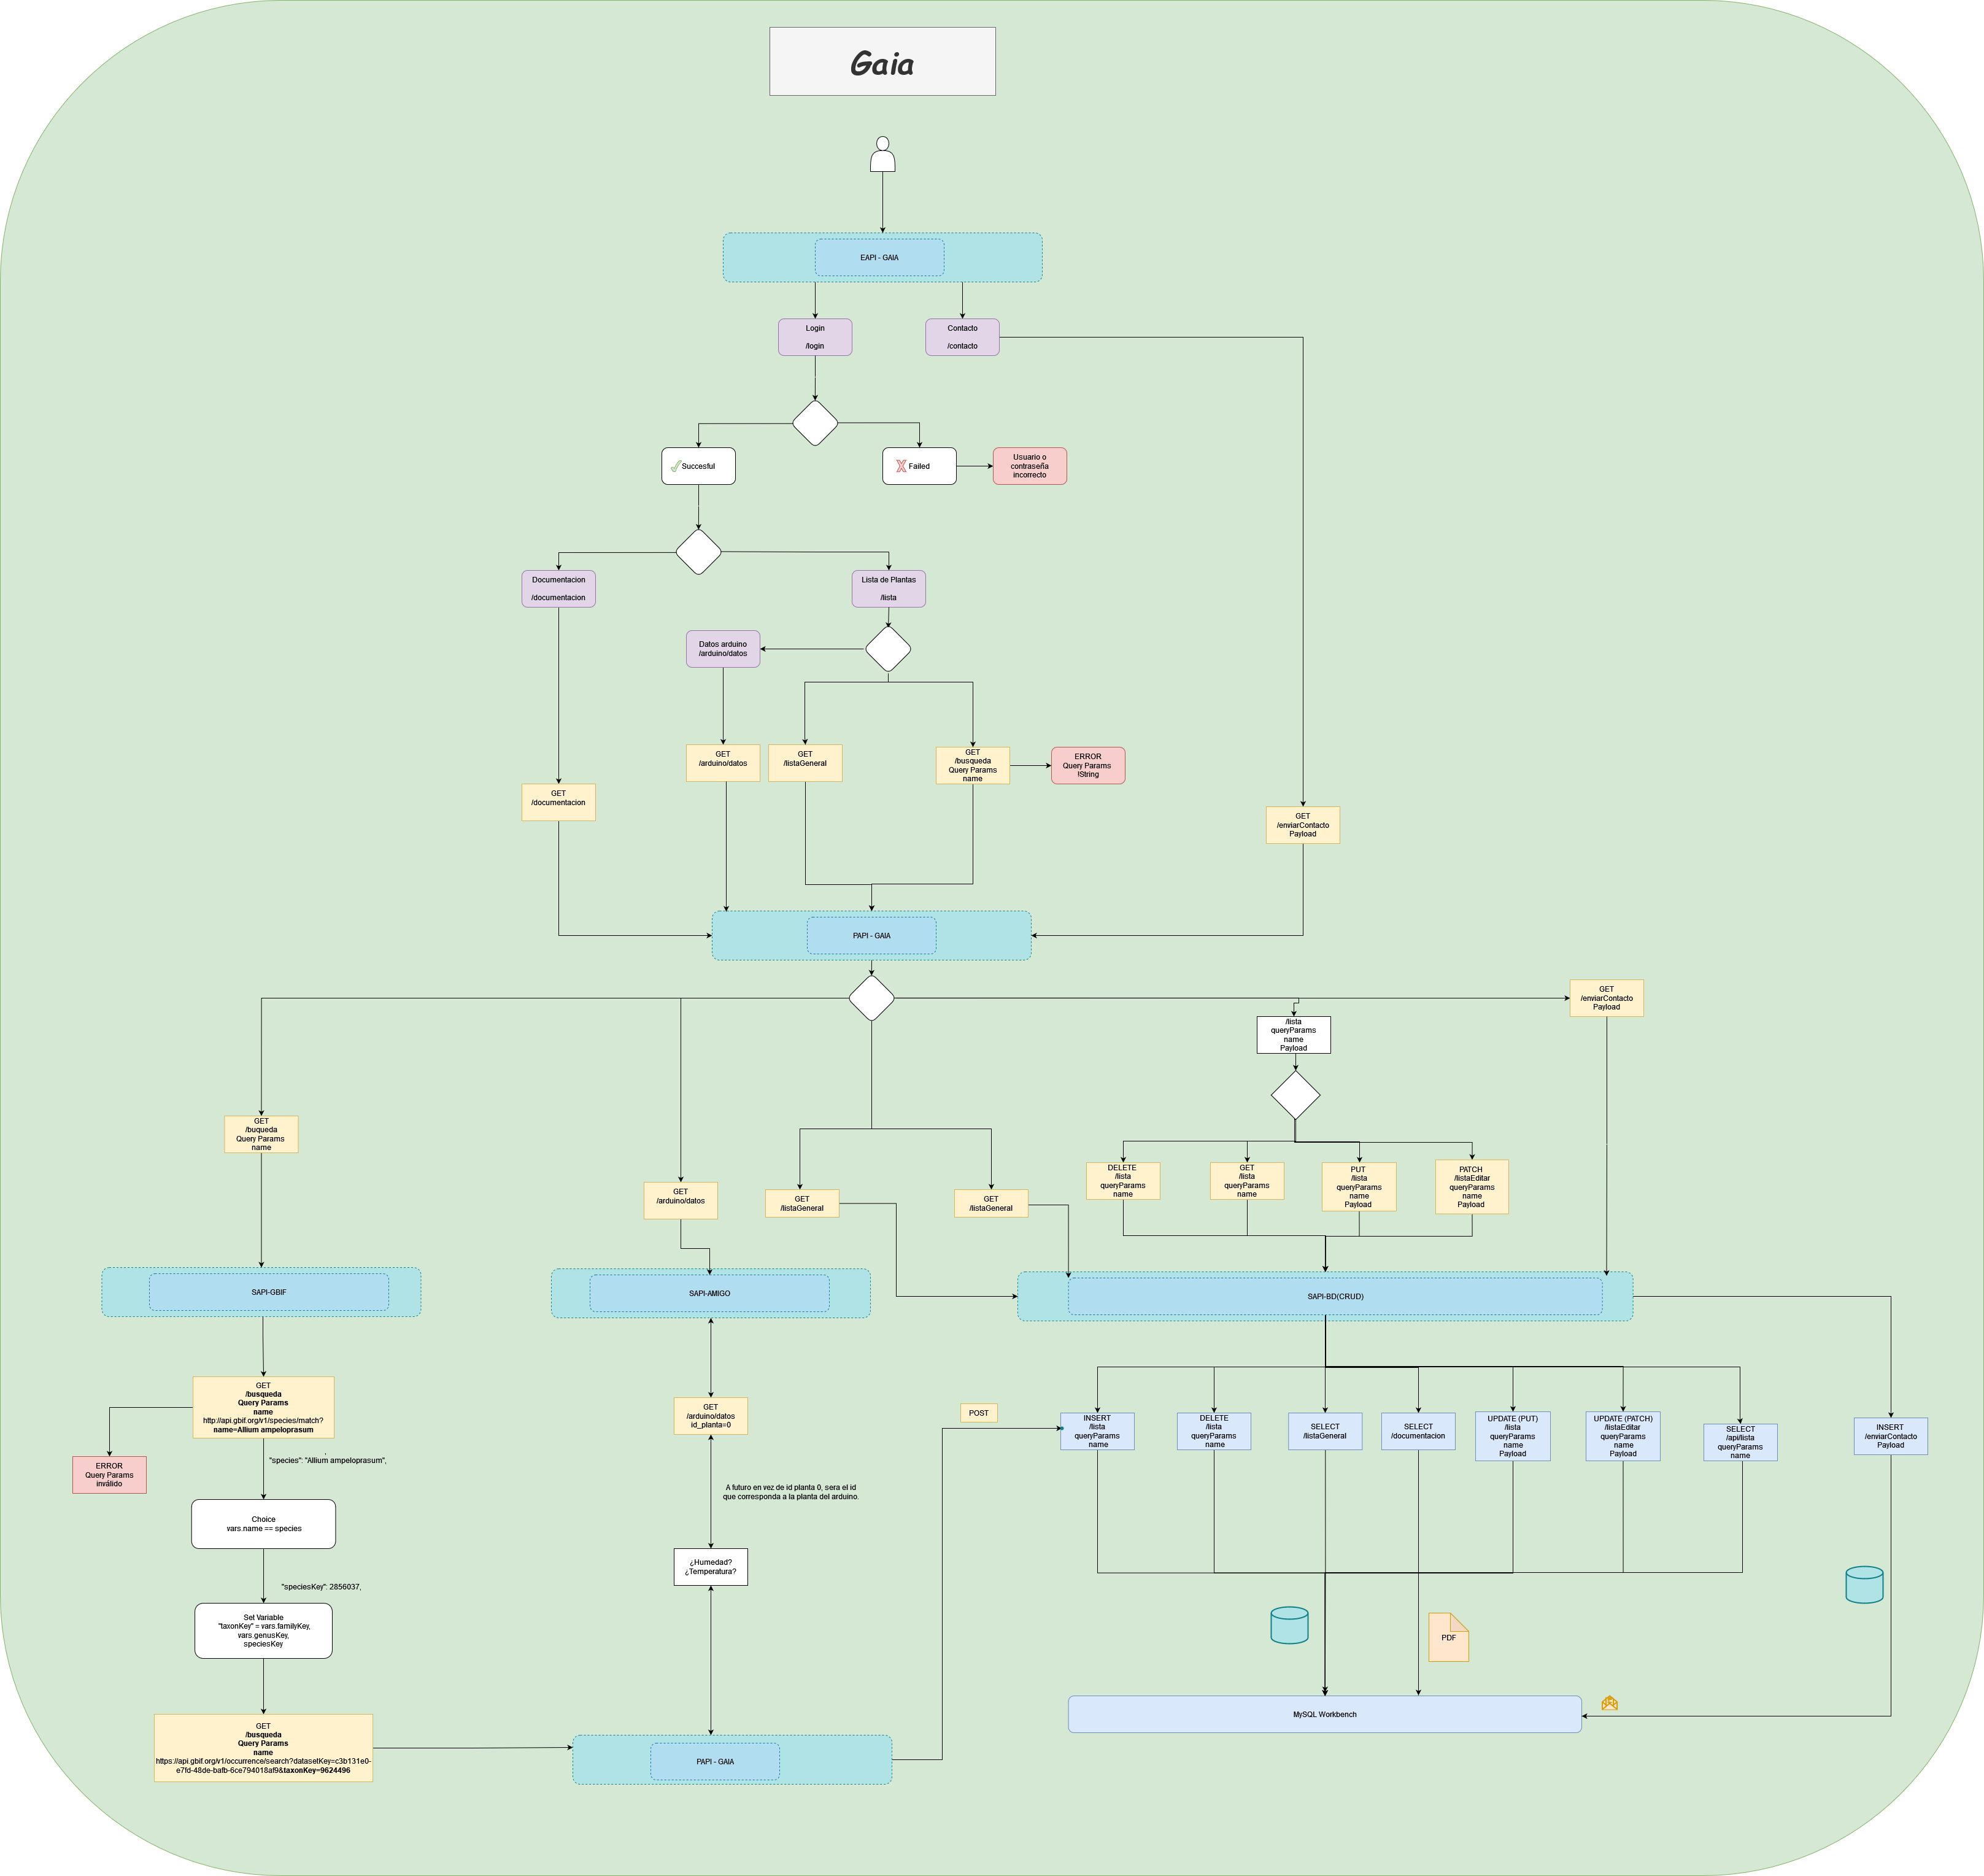 Gaia
EAPI - GAIA
Login
/login
Contacto
/contacto
Succesful
Failed
Usuario o
contraseña
incorrecto
Documentacion
/documentacion
Lista de Plantas
/lista
Datos arduino
/arduino/datos
GET
/arduino/datos
GET
/listaGeneral
GET
/busqueda
Query Params
name
ERROR
Query Params
!String
GET
/documentacion
GET
/enviarContacto
Payload
PAPI - GAIA
GET
/enviarContacto
Payload
/lista
queryParams
name
Payload
GET
/buqueda
Query Params
name
GET
/arduino/datos
GET
/listaGeneral
GET
/listaGeneral
DELETE
/lista
queryParams
name
GET
/lista
queryParams
name
PUT
/lista
queryParams
name
Payload
PATCH
/listaEditar
queryParams
name
Payload
SAPI-GBIF
SAPI-AMIGO
SAPI-BD(CRUD)
GET
/busqueda
Query Params
name
http://api.gbif.org/v1/species/match?
name=Allium ampeloprasum
ERROR
Query Params
inválido
,
"species": "Allium ampeloprasum",
Choice
vars.name == species
"speciesKey": 2856037,
Set Variable
"taxonKey" = vars.familyKey,
vars.genusKey,
speciesKey
GET
/busqueda
Query Params
name
https://api.gbif.org/v1/occurrence/search?datasetKey=c3b131e0-
e7fd-48de-bafb-6ce794018af9&taxonKey=9624496
GET
/arduino/datos
id_planta=0
A futuro en vez de id planta 0, sera el id
que corresponda a la planta del arduino.
¿Humedad?
¿Temperatura?
PAPI - GAIA
POST
INSERT
/lista
queryParams
name
DELETE
/lista
queryParams
name
SELECT
/listaGeneral
SELECT
/documentacion
UPDATE (PUT)
/lista
queryParams
name
Payload
UPDATE (PATCH)
/listaEditar
queryParams
name
Payload
SELECT
/api/lista
queryParams
name
INSERT
/enviarContacto
Payload
PDF
MySQL Workbench